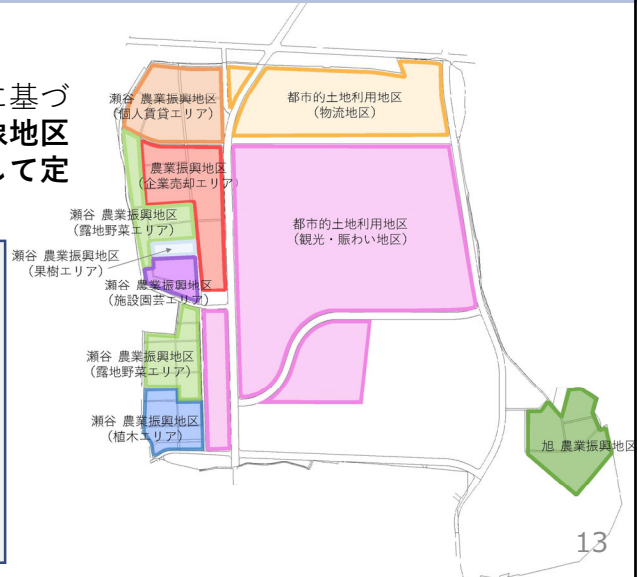 に基づ
象地区
して定
瀬谷 農業振興地区
(個人賃貸エリア)
都市的土地利用地区
(物流地区)
農業振興地区
(企業売却エリア)
瀬谷 農業振興地区
(露地野菜エリア)
瀬谷 農業振興地区
(果樹エリア)
瀬谷 農業振興地区
(施設園芸エリア)
都市的土地利用地区
(観光・賑わい地区)
瀬谷 農業振興地区
(露地野菜エリア)
瀬谷 農業振興地区
(植木エリア)
旭 農業振興地区
13